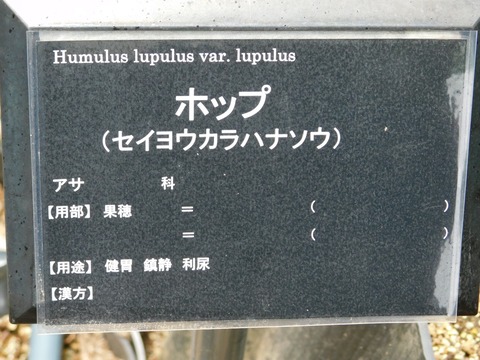 Humulus lupulus var. lupulus
ホップ
（セイヨウカラハナソウ）
アサ 科
【用部】 果穂 ＝ （ ）
＝ （ ）
【用途】 健胃 鎮静 利尿
【漢方】